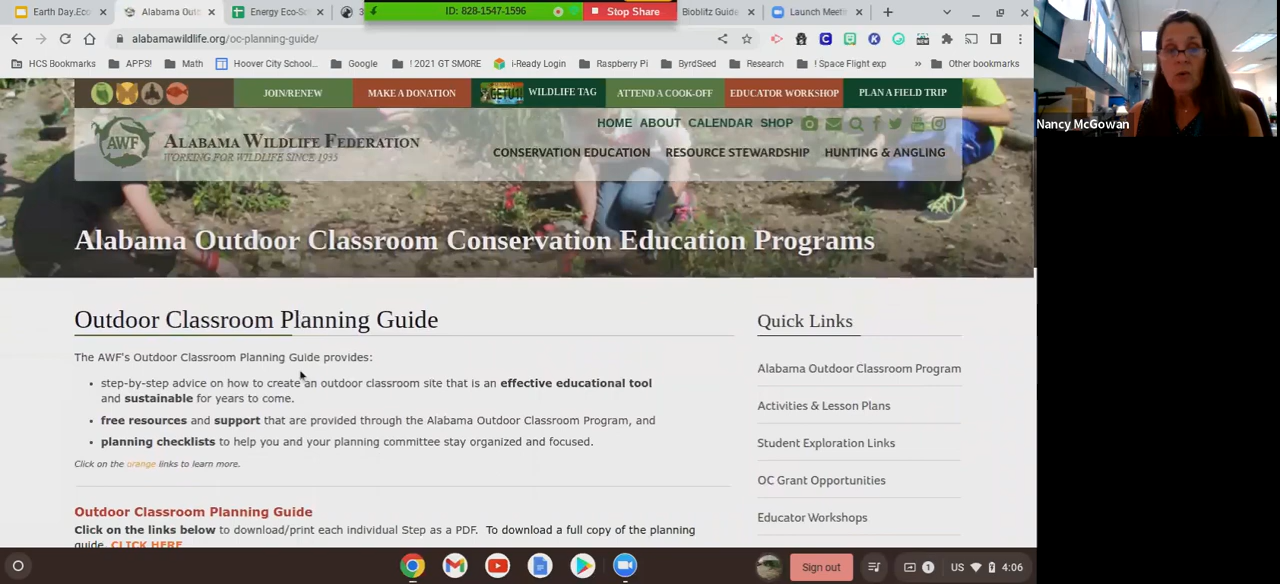 Earth Day.Eco
Alabama Out
Energy Eco-S
3
ID: 828-1547-1596
Stop Share
Bioblitz Guide
Launch Meeti
alabamawildlife.org/oc-planning-guide/
HCS Bookmarks
APPS!
Math
Hoover City School...
Google
! 2021 GT SMORE
i-Ready Login
Raspberry Pi
ByrdSeed
Research
! Space Flight exp
»
Other bookmarks
JOIN/RENEW
MAKE A DONATION
WILDLIFE TAG
ATTEND A COOK-OFF
EDUCATOR WORKSHOP
PLAN A FIELD TRIP
HOME ABOUT CALENDAR SHOP
AWF
ALABAMA WILDLIFE FEDERATION
WORKING FOR WILDLIFE SINCE 1935
CONSERVATION EDUCATION RESOURCE STEWARDSHIP HUNTING & ANGLING
Alabama Outdoor Classroom Conservation Education Programs
Outdoor Classroom Planning Guide
The AWF's Outdoor Classroom Planning Guide provides:
• step-by-step advice on how to create an outdoor classroom site that is an effective educational tool
and sustainable for years to come.
• free resources and support that are provided through the Alabama Outdoor Classroom Program, and
• planning checklists to help you and your planning committee stay organized and focused.
Click on the orange links to learn more.
Outdoor Classroom Planning Guide
Click on the links below to download/print each individual Step as a PDF. To download a full copy of the planning
guide, CLICK HERE
Quick Links
Alabama Outdoor Classroom Program
Activities & Lesson Plans
Student Exploration Links
OC Grant Opportunities
Educator Workshops
Nancy McGowan
Sign out
1
US
4:06